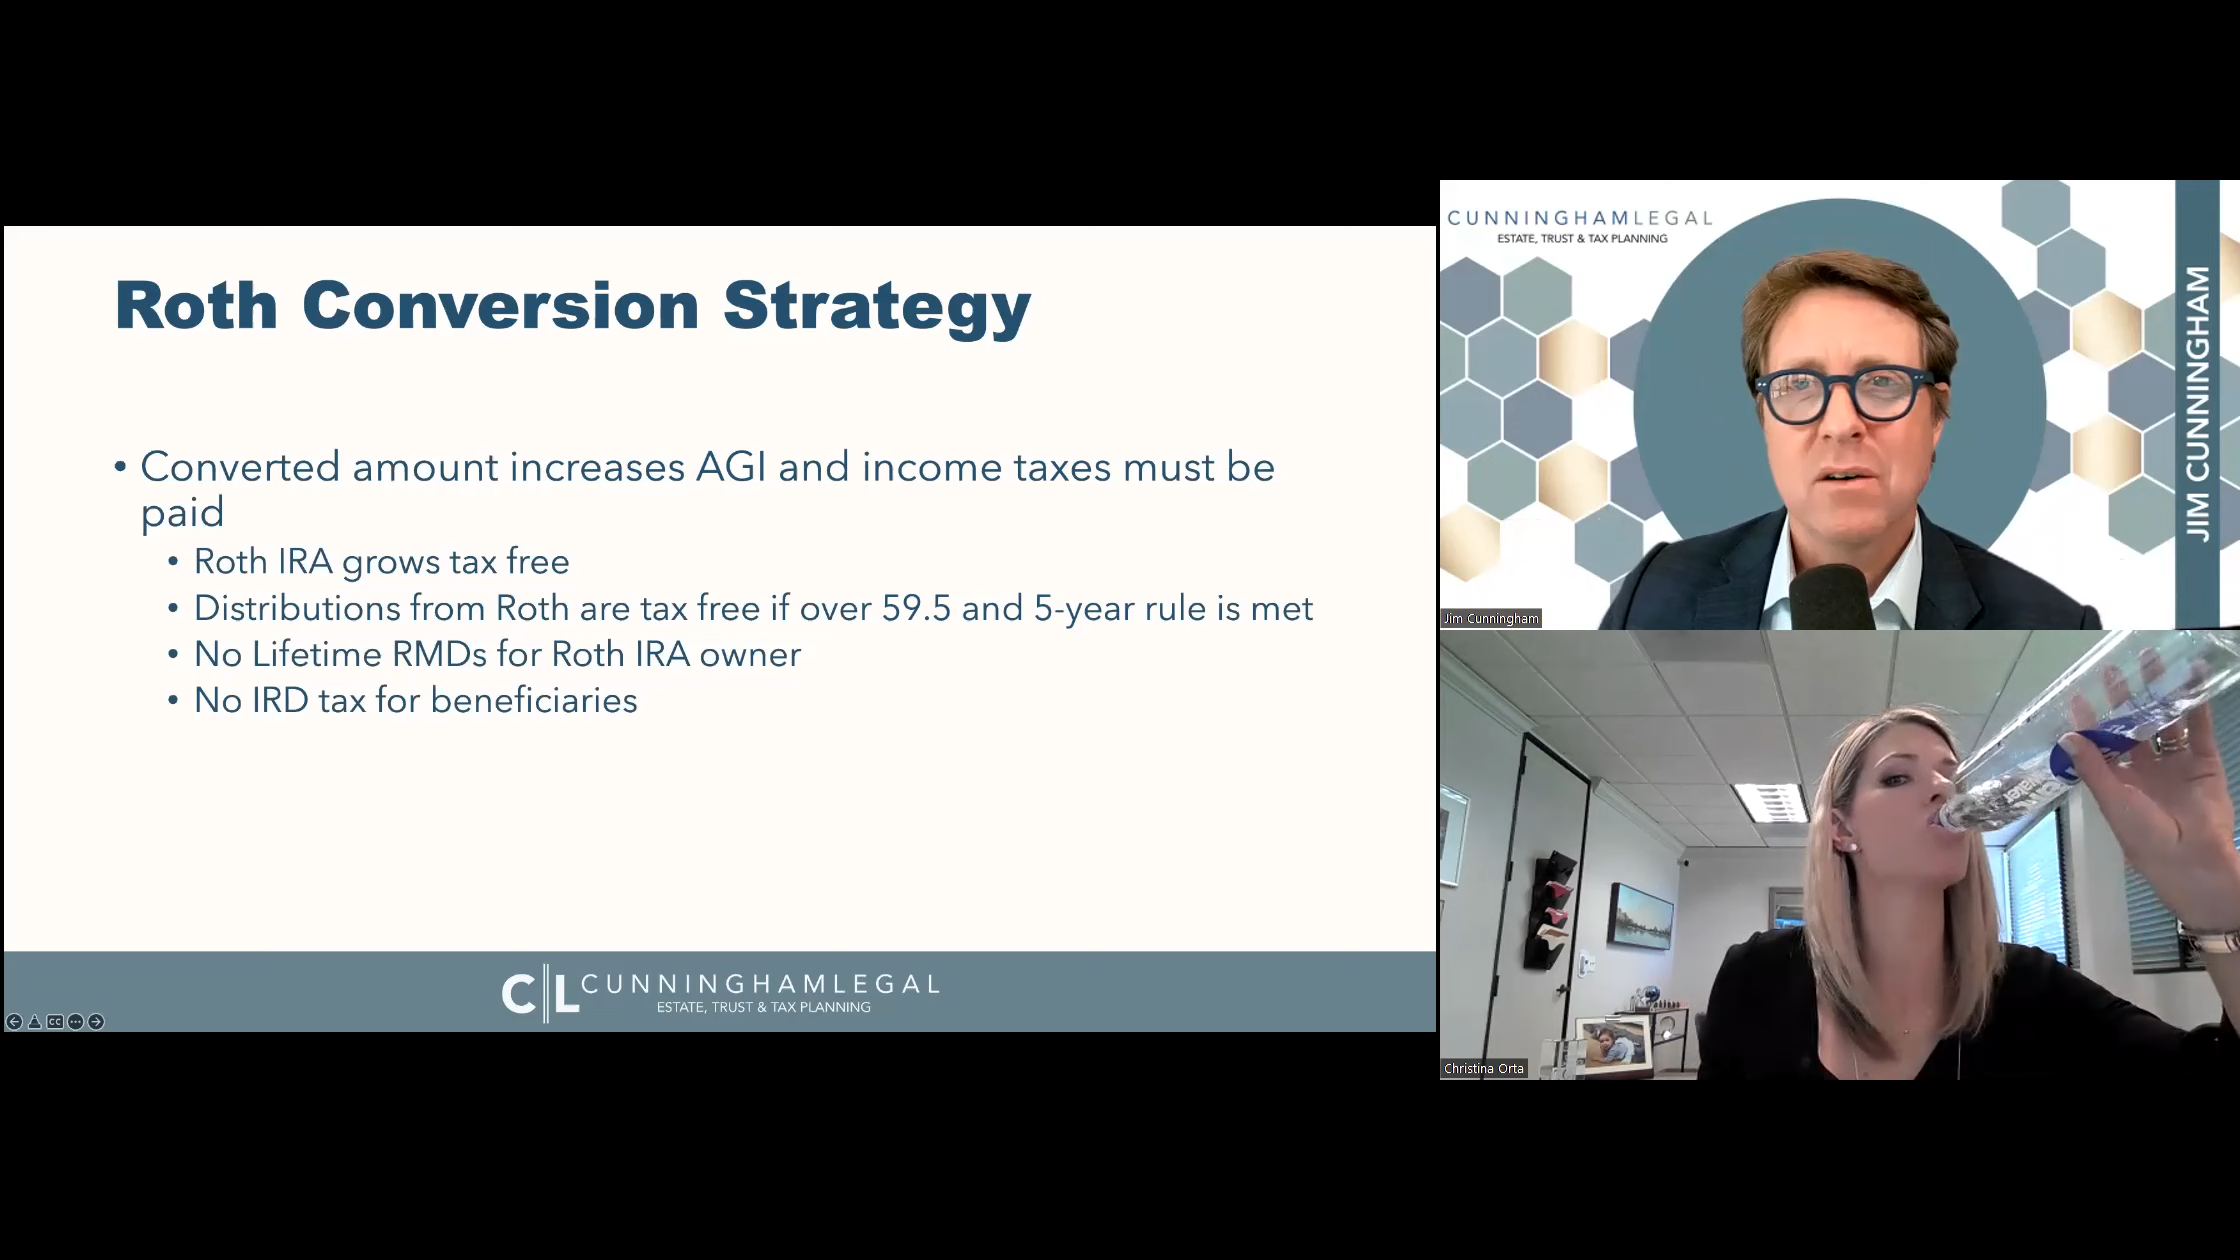 Roth Conversion Strategy
• Converted amount increases AGI and income taxes must be
paid
• Roth IRA grows tax free
• Distributions from Roth are tax free if over 59.5 and 5-year rule is met
• No Lifetime RMDs for Roth IRA owner
• No IRD tax for beneficiaries
CL CUNNINGHAMLEGAL
ESTATE, TRUST & TAX PLANNING
CC
CUNNINGHAMLEGAL
ESTATE, TRUST & TAX PLANNING
JIM CUNNINGHAM
Jim Cunningham
Christina Orta